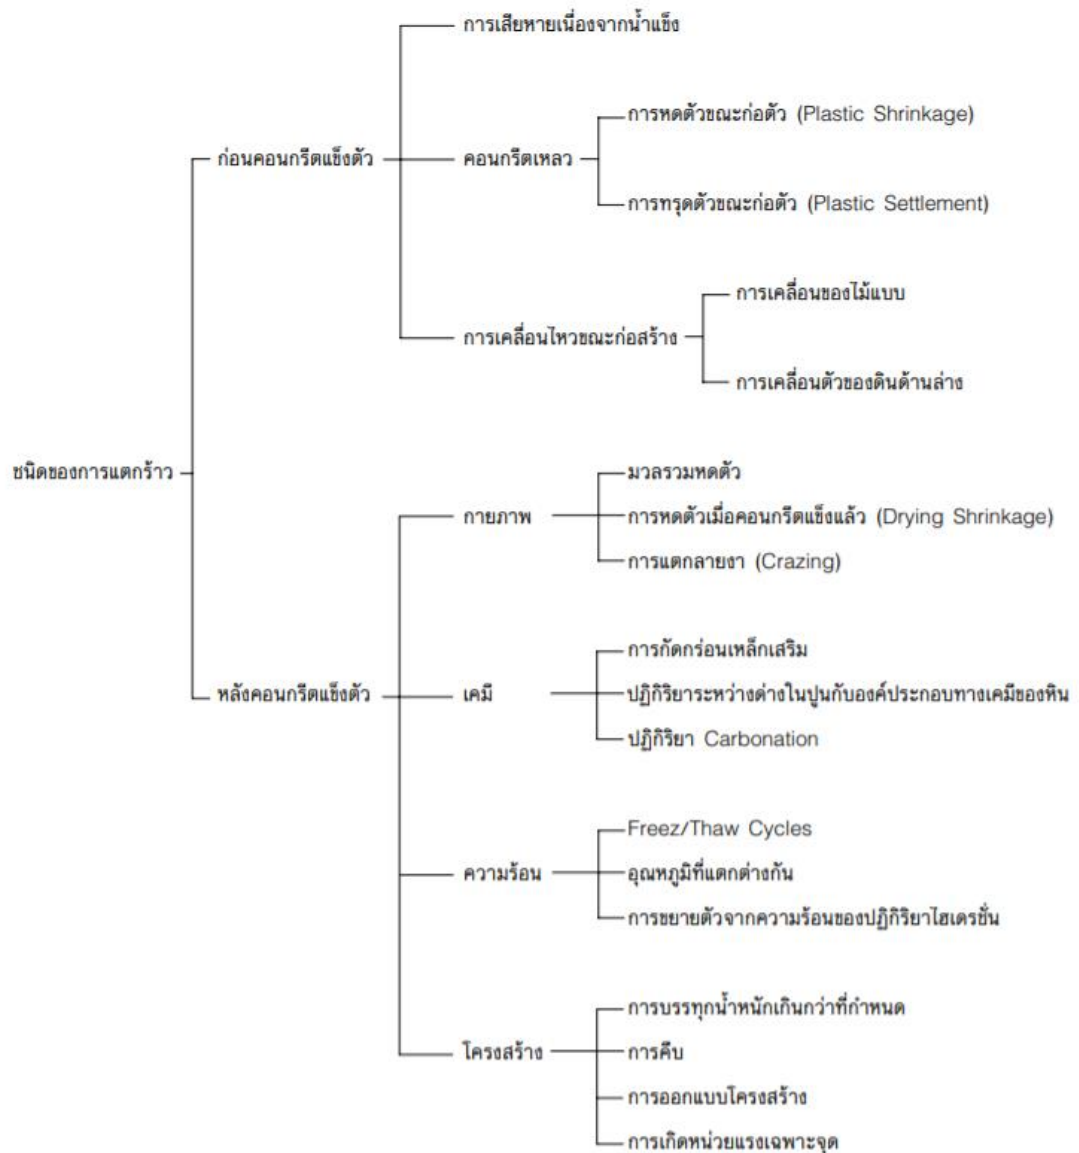 การเสียหายเนื่องจากน้ำแข็ง
การหดตัวขณะก่อตัว (Plastic Shrinkage)
ก่อนคอนกรีตแข็งตัว
คอนกรีตเหลว
การทรุดตัวขณะก่อตัว (Plastic Settlement)
การเคลื่อนของไม้แบบ
การเคลื่อนไหวขณะก่อสร้าง
การเคลื่อนตัวของดินด้านล่าง
ชนิดของการแตกร้าว
มวลรวมหดตัว
กายภาพ
การหดตัวเมื่อคอนกรีตแข็งแล้ว (Drying Shrinkage)
การแตกลายงา (Crazing)
การกัดกร่อนเหล็กเสริม
หลังคอนกรีตแข็งตัว
เคมี
ปฏิกิริยาระหว่างด่างในปูนกับองค์ประกอบทางเคมีของหิน
ปฏิกิริยา Carbonation
Freez/Thaw Cycles
ความร้อน
อุณหภูมิที่แตกต่างกัน
การขยายตัวจากความร้อนของปฏิกิริยาไฮเดรชั่น
การบรรทุกน้ำหนักเกินกว่าที่กำหนด
โครงสร้าง
การคืบ
การออกแบบโครงสร้าง
การเกิดหน่วยแรงเฉพาะจุด